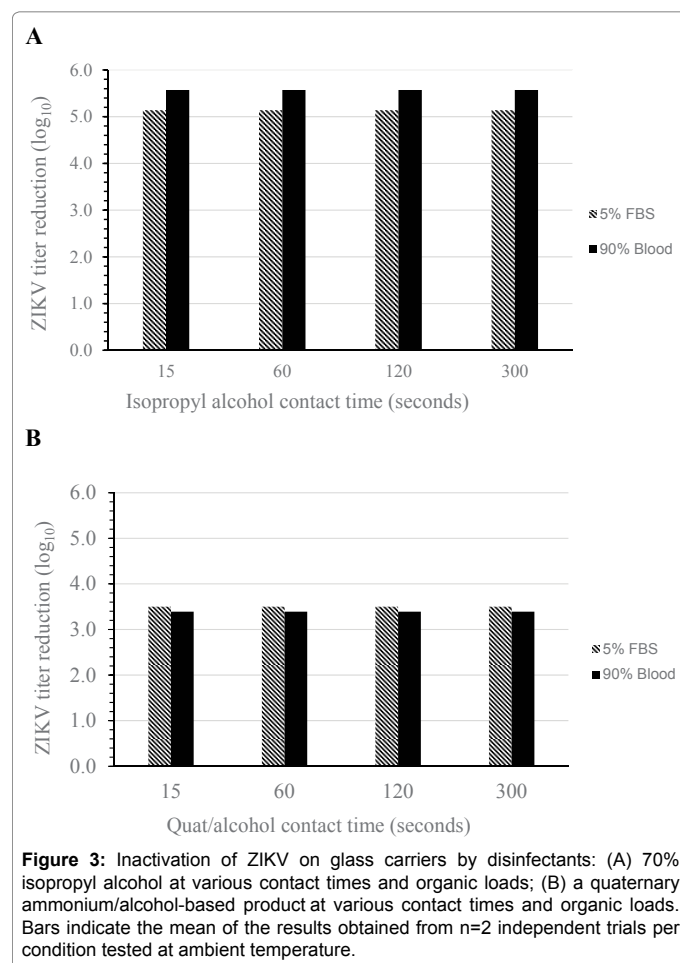 A
6.0
5.0
4.0
3.0
2.0
1.0
0.0
ZIKV titer reduction (log10)
15 60 120 300
Isopropyl alcohol contact time (seconds)
5% FBS
90% Blood
B
6.0
5.0
4.0
3.0
2.0
1.0
0.0
ZIKV titer reduction (log10)
15 60 120 300
Quat/alcohol contact time (seconds)
5% FBS
90% Blood
Figure 3: Inactivation of ZIKV on glass carriers by disinfectants: (A) 70%
isopropyl alcohol at various contact times and organic loads; (B) a quaternary
ammonium/alcohol-based product at various contact times and organic loads.
Bars indicate the mean of the results obtained from n=2 independent trials per
condition tested at ambient temperature.